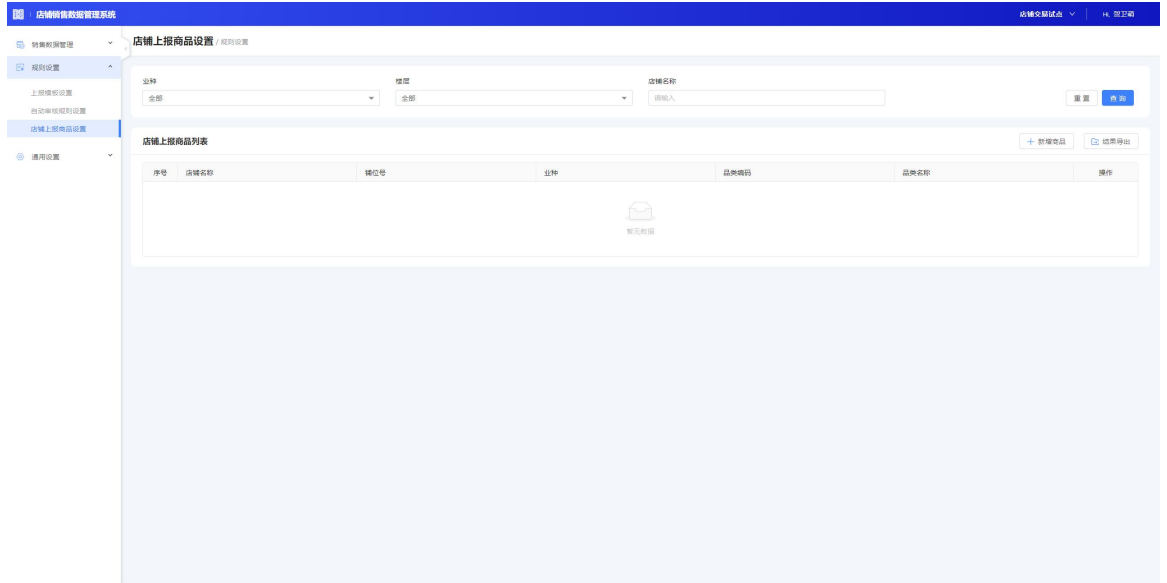 店铺销售数据管理系统
店铺交易试点
Hi, 贺卫萌
销售数据管理
店铺上报商品设置 / 规则设置
规则设置
上报模板设置
自动审核规则设置
店铺上报商品设置
通用设置
业种
楼层
店铺名称
全部
全部
请输入
重置
查询
店铺上报商品列表
新增商品
结果导出
序号 店铺名称 铺位号 业种 品类编码 品类名称 操作
暂无数据